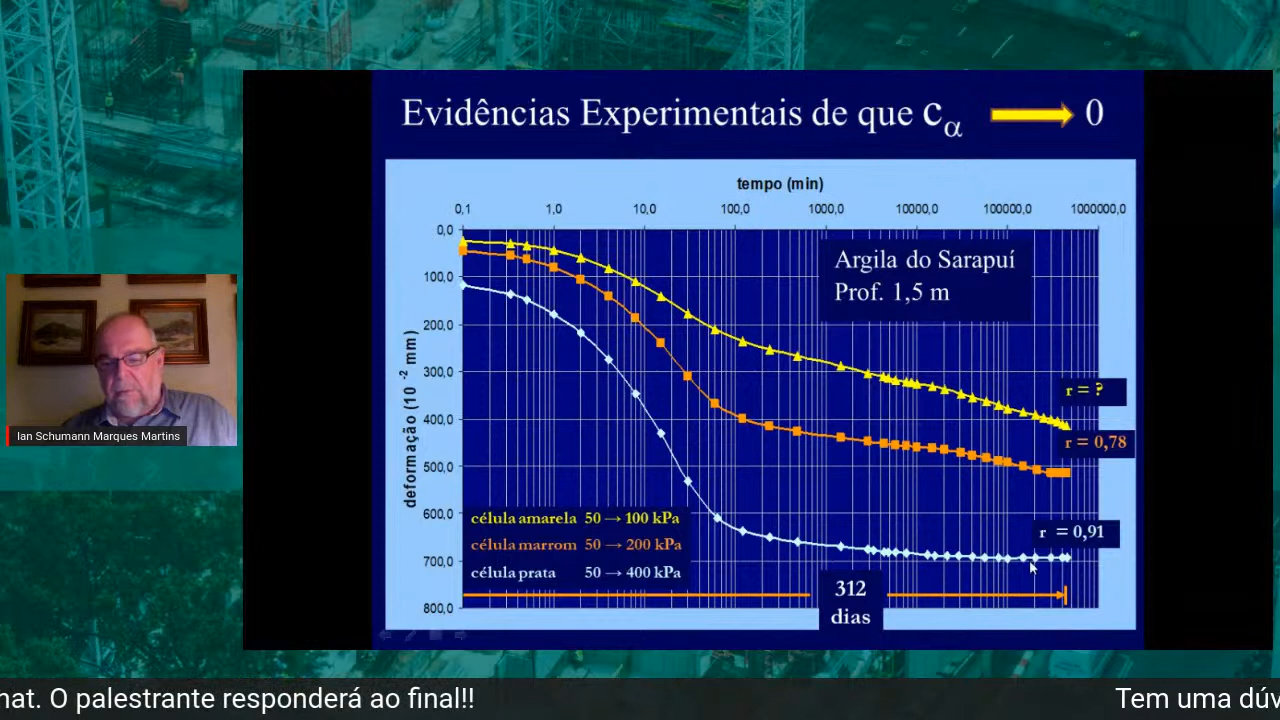 Evidências Experimentais de que cα 0
tempo (min)
0,1 1,0 10,0 100,0 1000,0 10000,0 100000,0 1000000,0
0,0
100,0
200,0
300,0
400,0
500,0
600,0
700,0
800,0
deformação (10 -2 mm)
Argila do Sarapuí
Prof. 1,5 m
r = ?
r = 0,78
r = 0,91
célula amarela 50 → 100 kPa
célula marrom 50 → 200 kPa
célula prata 50 → 400 kPa
312
dias
Ian Schumann Marques Martins
hat. O palestrante responderá ao final!! Tem uma dúv